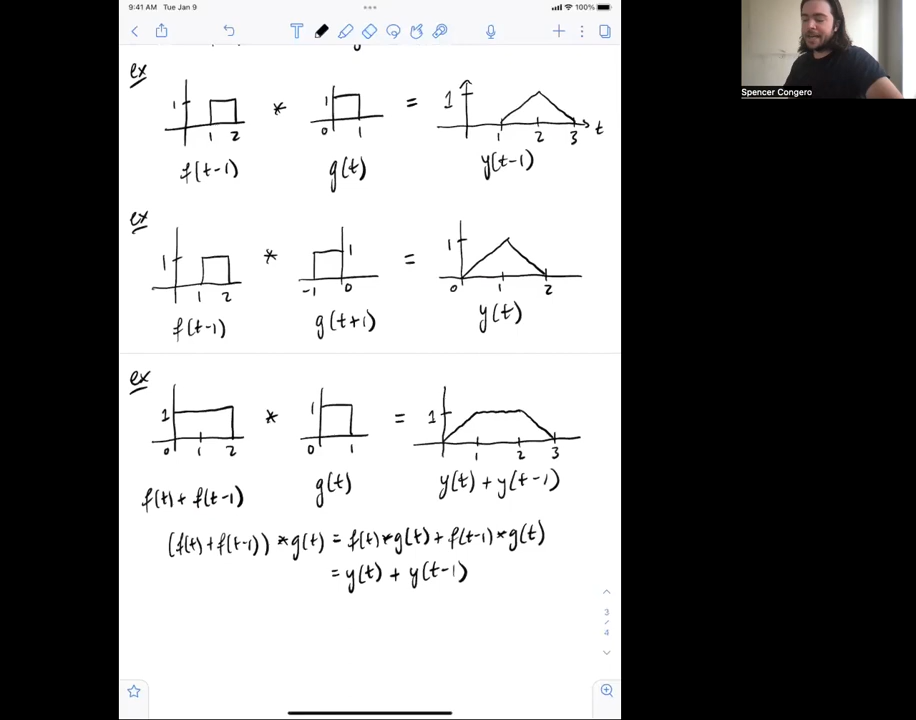 9:41 AM Tue Jan 9
100%
Spencer Congero
ex
1 1 2 * 1 0 1 = 1 1 2 3 t
f(t-1) g(t) y(t-1)
ex
1 1 2 * 1 -1 0 = 1 0 1 2
f(t-1) g(t+1) y(t)
ex
1 0 1 2 * 1 0 1 = 1 1 2 3
f(t) + f(t-1) g(t) y(t) + y(t-1)
(f(t)+f(t-1)) * g(t) = f(t)*g(t) + f(t-1)*g(t)
= y(t) + y(t-1)
3
/
4